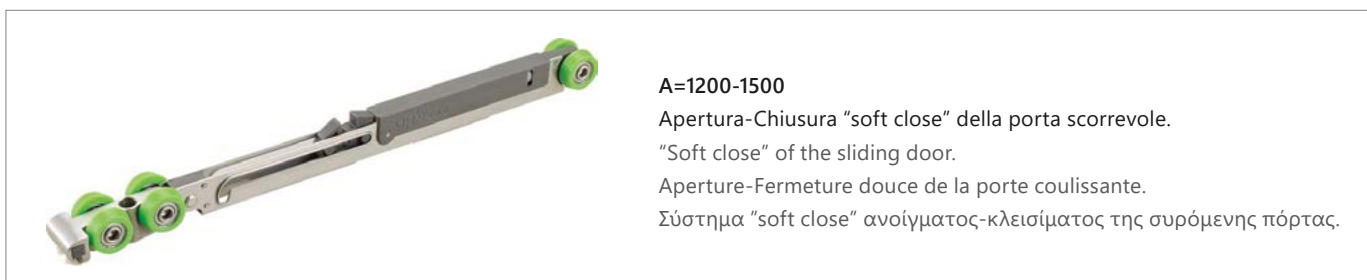 A=1200-1500
Apertura-Chiusura “soft close” della porta scorrevole.
“Soft close” of the sliding door.
Aperture-Fermeture douce de la porte coulissante.
Σύστημα ”soft close” ανοίγματος-κλεισίματος της συρόμενης πόρτας.